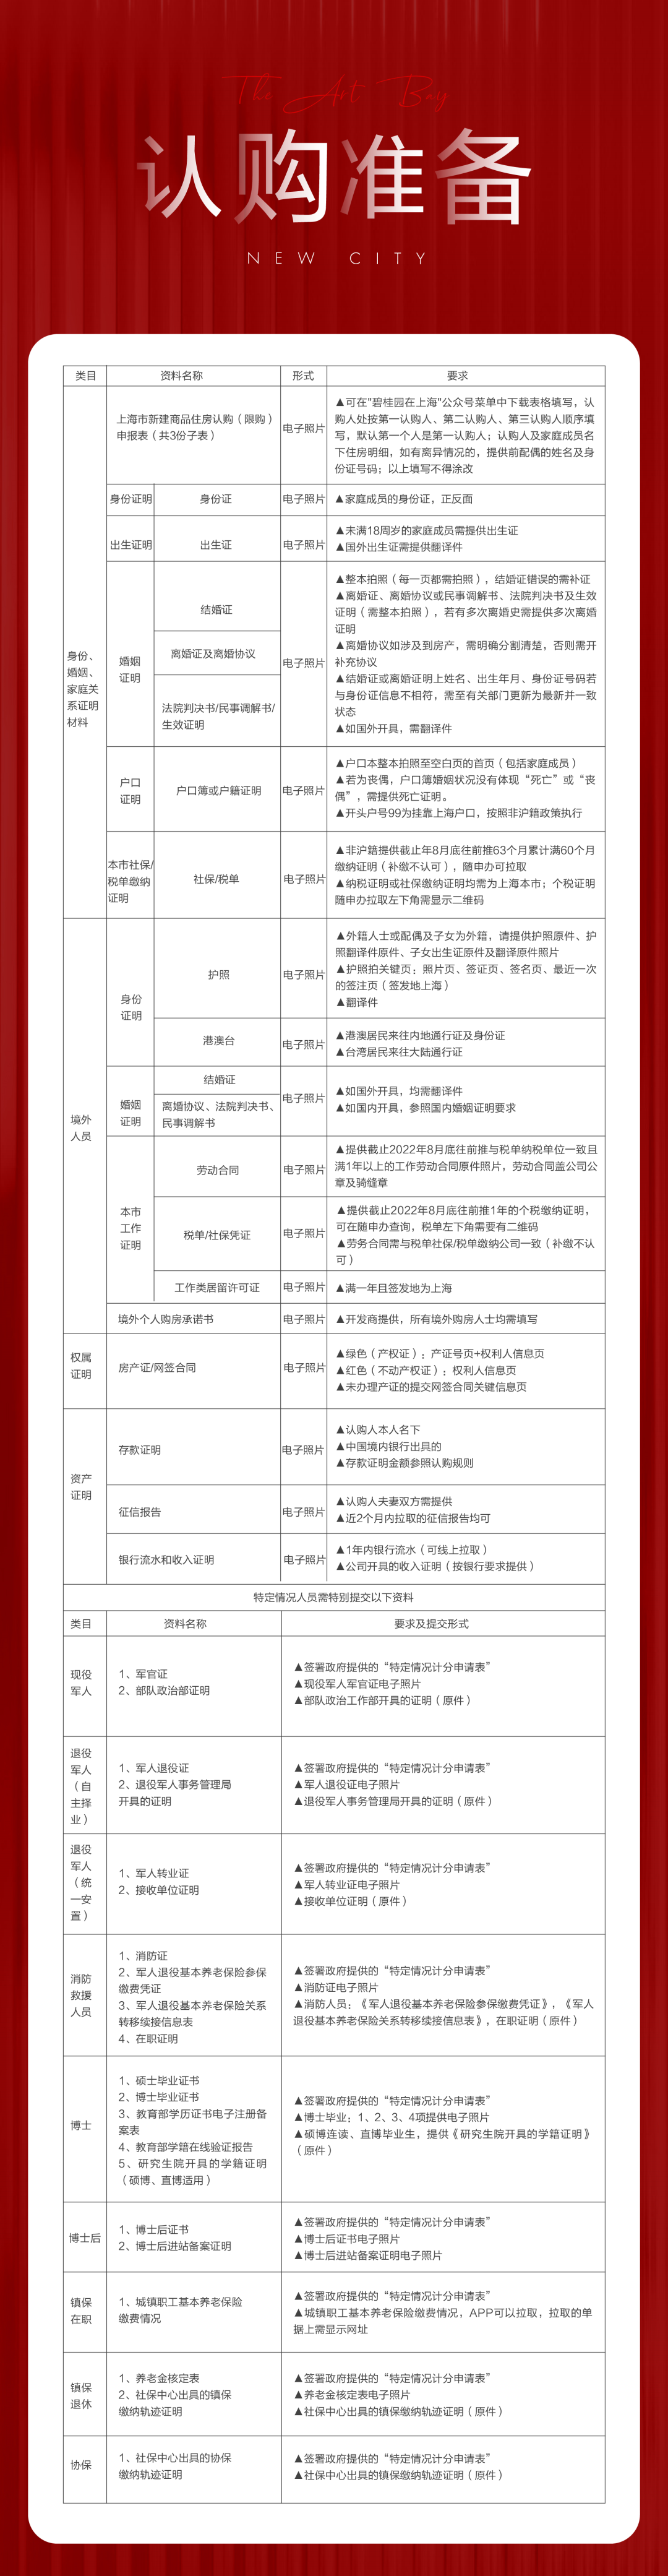 The Art Bay
认购准备
NEW CITY
类目 资料名称 形式 要求
身份、
婚姻、
家庭关
系证明
材料
上海市新建商品住房认购（限购）
申报表（共3份子表）
电子照片
▲可在"碧桂园在上海"公众号菜单中下载表格填写，认
购人处按第一认购人、第二认购人、第三认购人顺序填
写，默认第一个人是第一认购人；认购人及家庭成员名
下住房明细，如有离异情况的，提供前配偶的姓名及身
份证号码；以上填写不得涂改
身份证明 身份证 电子照片 ▲家庭成员的身份证，正反面
出生证明 出生证 电子照片
▲未满18周岁的家庭成员需提供出生证
▲国外出生证需提供翻译件
婚姻
证明
结婚证
离婚证及离婚协议
法院判决书/民事调解书/
生效证明
电子照片
▲整本拍照（每一页都需拍照），结婚证错误的需补证
▲离婚证、离婚协议或民事调解书、法院判决书及生效
证明（需整本拍照），若有多次离婚史需提供多次离婚
证明
▲离婚协议如涉及到房产，需明确分割清楚，否则需开
补充协议
▲结婚证或离婚证明上姓名、出生年月、身份证号码若
与身份证信息不相符，需至有关部门更新为最新并一致
状态
▲如国外开具，需翻译件
户口
证明
户口簿或户籍证明
电子照片
▲户口本整本拍照至空白页的首页（包括家庭成员）
▲若为丧偶，户口簿婚姻状况没有体现“死亡”或“丧
偶”，需提供死亡证明。
▲开头户号99为挂靠上海户口，按照非沪籍政策执行
本市社保/
税单缴纳
证明
社保/税单
电子照片
▲非沪籍提供截止年8月底往前推63个月累计满60个月
缴纳证明（补缴不认可），随申办可拉取
▲纳税证明或社保缴纳证明均需为上海本市；个税证明
随申办拉取左下角需显示二维码
境外
人员
身份
证明
护照
电子照片
▲外籍人士或配偶及子女为外籍，请提供护照原件、护
照翻译件原件、子女出生证原件及翻译原件照片
▲护照拍关键页：照片页、签证页、签名页、最近一次
的签注页（签发地上海）
▲翻译件
港澳台 电子照片
▲港澳居民来往内地通行证及身份证
▲台湾居民来往大陆通行证
婚姻
证明
结婚证
离婚协议、法院判决书、
民事调解书
电子照片
▲如国外开具，均需翻译件
▲如国内开具，参照国内婚姻证明要求
本市
工作
证明
劳动合同
电子照片
▲提供截止2022年8月底往前推与税单纳税单位一致且
满1年以上的工作劳动合同原件照片，劳动合同盖公司公
章及骑缝章
税单/社保凭证
电子照片
▲提供截止2022年8月底往前推1年的个税缴纳证明，
可在随申办查询，税单左下角需要有二维码
▲劳务合同需与税单社保/税单缴纳公司一致（补缴不认
可）
工作类居留许可证 电子照片 ▲满一年且签发地为上海
境外个人购房承诺书 电子照片 ▲开发商提供，所有境外购房人士均需填写
权属
证明
房产证/网签合同
电子照片
▲绿色（产权证）：产证号页+权利人信息页
▲红色（不动产权证）：权利人信息页
▲未办理产证的提交网签合同关键信息页
资产
证明
存款证明
电子照片
▲认购人本人名下
▲中国境内银行出具的
▲存款证明金额参照认购规则
征信报告 电子照片
▲认购人夫妻双方需提供
▲近2个月内拉取的征信报告均可
银行流水和收入证明 电子照片
▲1年内银行流水（可线上拉取）
▲公司开具的收入证明（按银行要求提供）
特定情况人员需特别提交以下资料
类目 资料名称 要求及提交形式
现役
军人
1、军官证
2、部队政治部证明
▲签署政府提供的“特定情况计分申请表”
▲现役军人军官证电子照片
▲部队政治工作部开具的证明（原件）
退役
军人
（自
主择
业）
1、军人退役证
2、退役军人事务管理局
开具的证明
▲签署政府提供的“特定情况计分申请表”
▲军人退役证电子照片
▲退役军人事务管理局开具的证明（原件）
退役
军人
（统
一安
置）
1、军人转业证
2、接收单位证明
▲签署政府提供的“特定情况计分申请表”
▲军人转业证电子照片
▲接收单位证明（原件）
消防
救援
人员
1、消防证
2、军人退役基本养老保险参保
缴费凭证
3、军人退役基本养老保险关系
转移续接信息表
4、在职证明
▲签署政府提供的“特定情况计分申请表”
▲消防证电子照片
▲消防人员：《军人退役基本养老保险参保缴费凭证》，《军人
退役基本养老保险关系转移续接信息表》，在职证明（原件）
博士
1、硕士毕业证书
2、博士毕业证书
3、教育部学历证书电子注册备
案表
4、教育部学籍在线验证报告
5、研究生院开具的学籍证明
（硕博、直博适用）
▲签署政府提供的“特定情况计分申请表”
▲博士毕业：1、2、3、4项提供电子照片
▲硕博连读、直博毕业生，提供《研究生院开具的学籍证明》
（原件）
博士后
1、博士后证书
2、博士后进站备案证明
▲签署政府提供的“特定情况计分申请表”
▲博士后证书电子照片
▲博士后进站备案证明电子照片
镇保
在职
1、城镇职工基本养老保险
缴费情况
▲签署政府提供的“特定情况计分申请表”
▲城镇职工基本养老保险缴费情况，APP可以拉取，拉取的单
据上需显示网址
镇保
退休
1、养老金核定表
2、社保中心出具的镇保
缴纳轨迹证明
▲签署政府提供的“特定情况计分申请表”
▲养老金核定表电子照片
▲社保中心出具的镇保缴纳轨迹证明（原件）
协保
1、社保中心出具的协保
缴纳轨迹证明
▲签署政府提供的“特定情况计分申请表”
▲社保中心出具的镇保缴纳轨迹证明（原件）